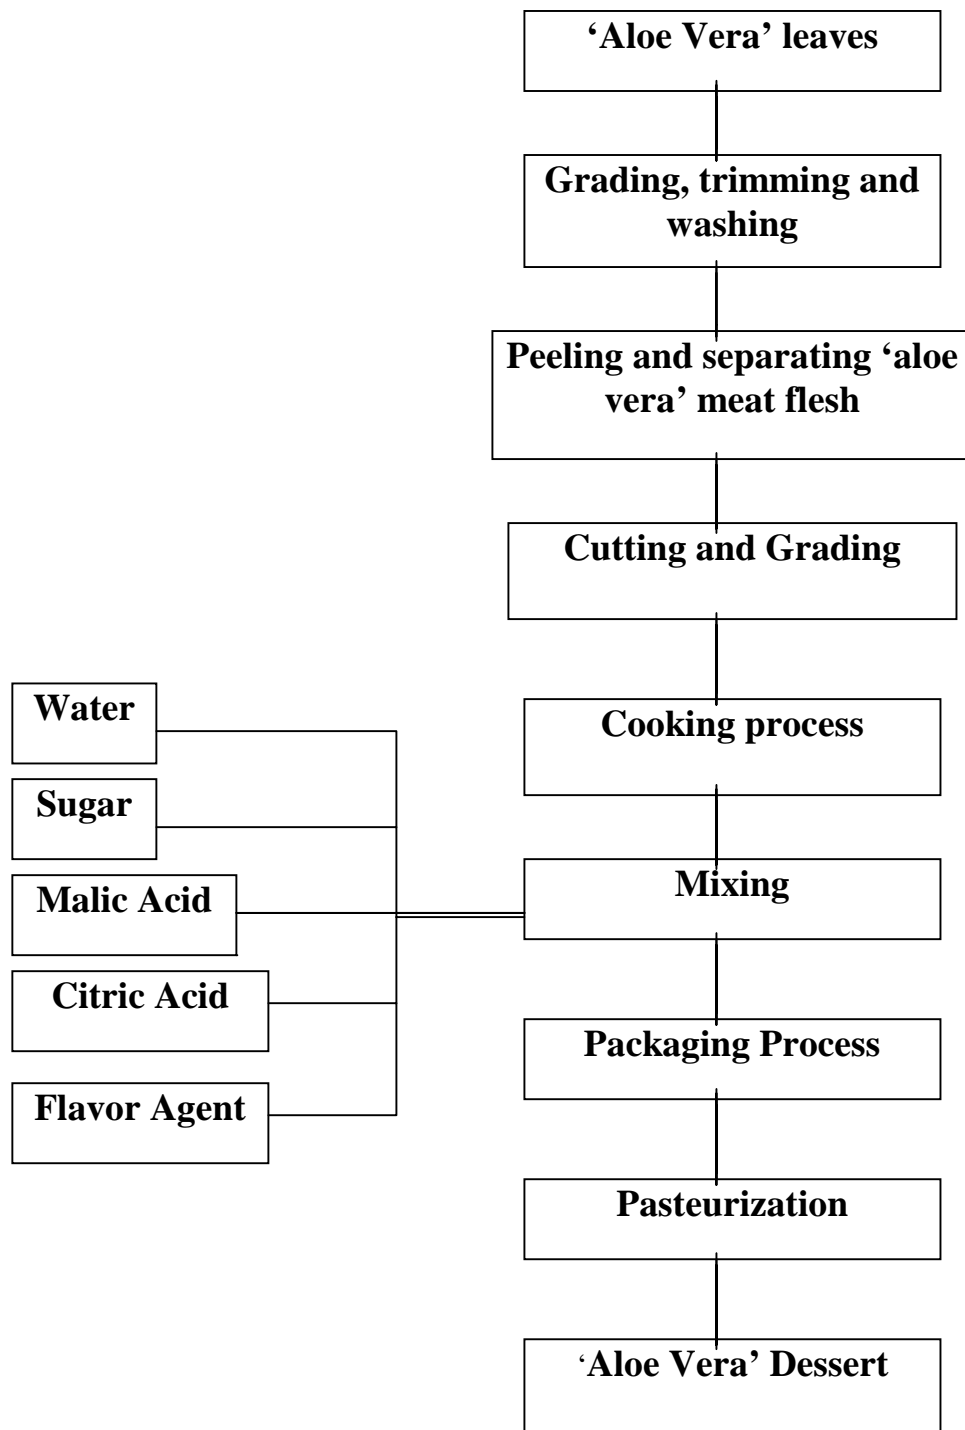 ‘Aloe Vera’ leaves
Grading, trimming and
washing
Peeling and separating ‘aloe
vera’ meat flesh
Cutting and Grading
Cooking process
Water
Sugar
Malic Acid
Citric Acid
Flavor Agent
Mixing
Packaging Process
Pasteurization
‘Aloe Vera’ Dessert